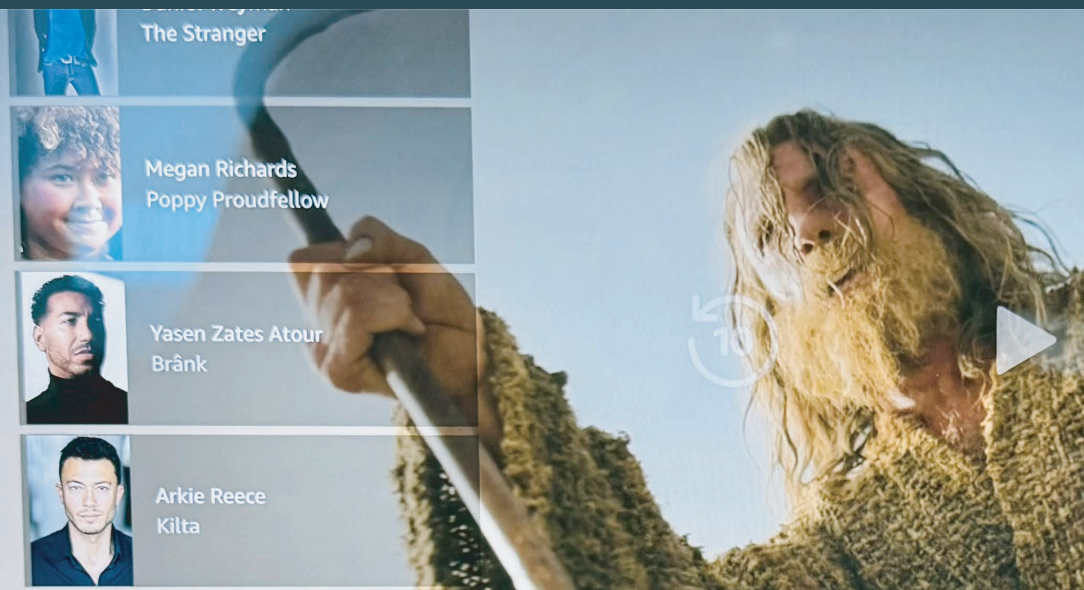 The Stranger
Megan Richards
Poppy Proudfellow
Yasen Zates Atour
Brânk
10
Arkie Reece
Kilta